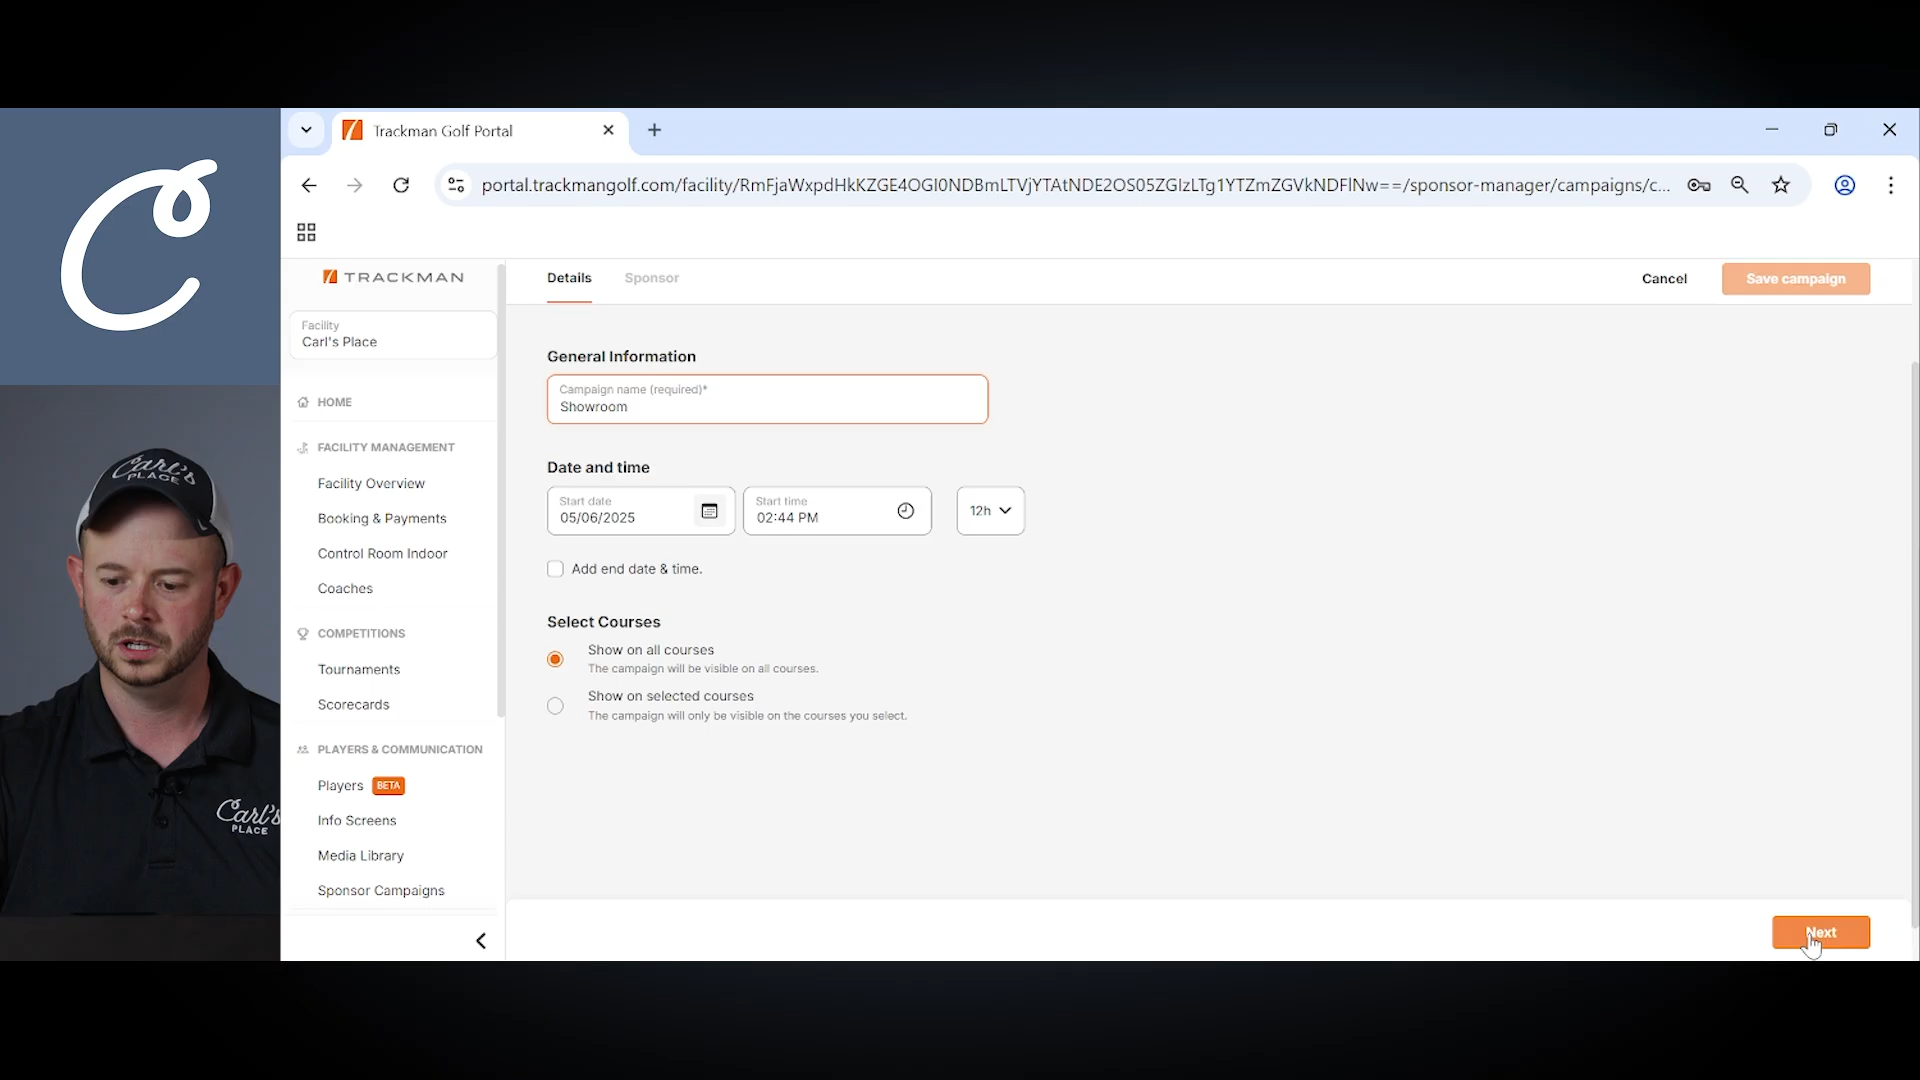 Trackman Golf Portal
portal.trackmangolf.com/facility/RmFjaWxpdHkKZGE4OGI0NDBmLTVjYTAtNDE2OS05ZGIzLTg1YTZmZGVkNDFlNw==/sponsor-manager/campaigns/c...
TRACKMAN
Facility
Carl's Place
HOME
FACILITY MANAGEMENT
Facility Overview
Booking & Payments
Control Room Indoor
Coaches
COMPETITIONS
Tournaments
Scorecards
PLAYERS & COMMUNICATION
Players BETA
Info Screens
Media Library
Sponsor Campaigns
Details Sponsor
Cancel Save campaign
General Information
Campaign name (required)*
Showroom
Date and time
Start date
05/06/2025
Start time
02:44 PM
12h
Add end date & time.
Select Courses
Show on all courses
The campaign will be visible on all courses.
Show on selected courses
The campaign will only be visible on the courses you select.
Next
Carl's
PLACE
Carl's
PLACE